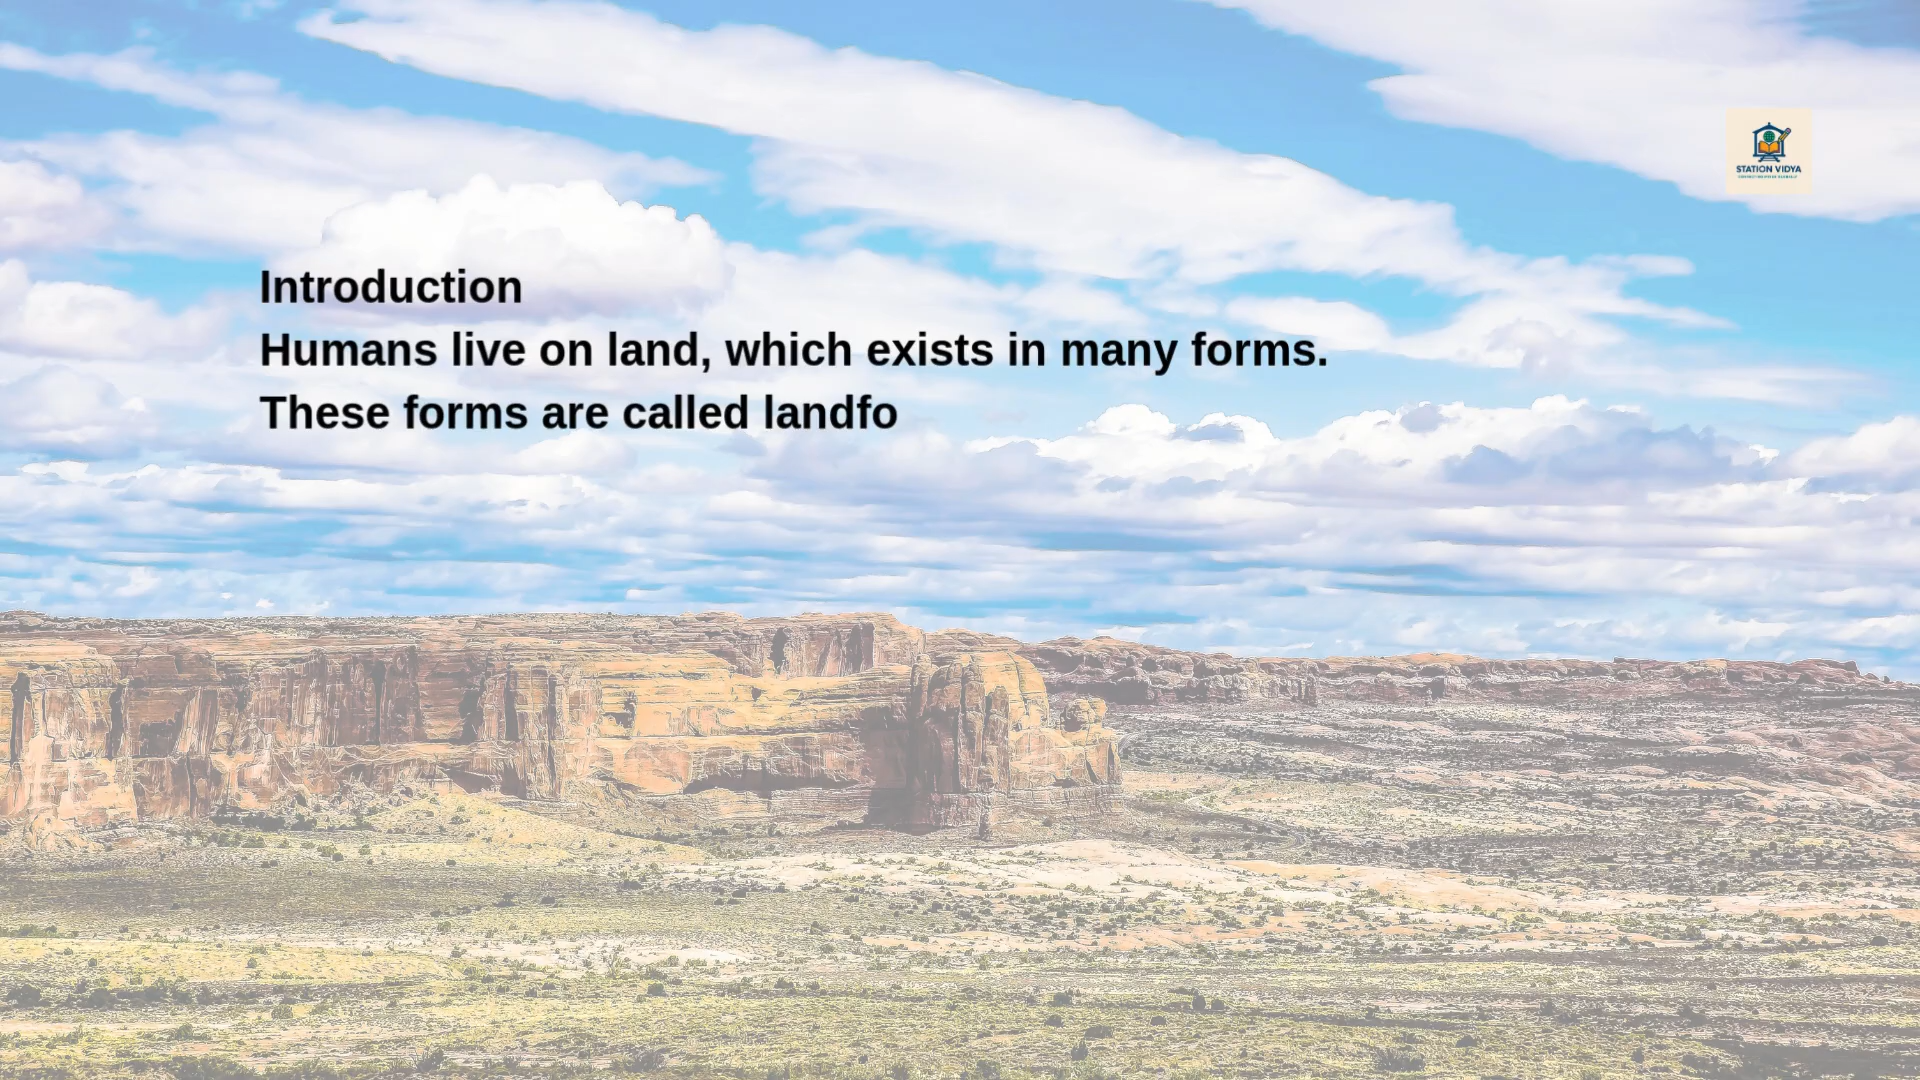 Introduction
Humans live on land, which exists in many forms.
These forms are called landfo
STATION VIDYA